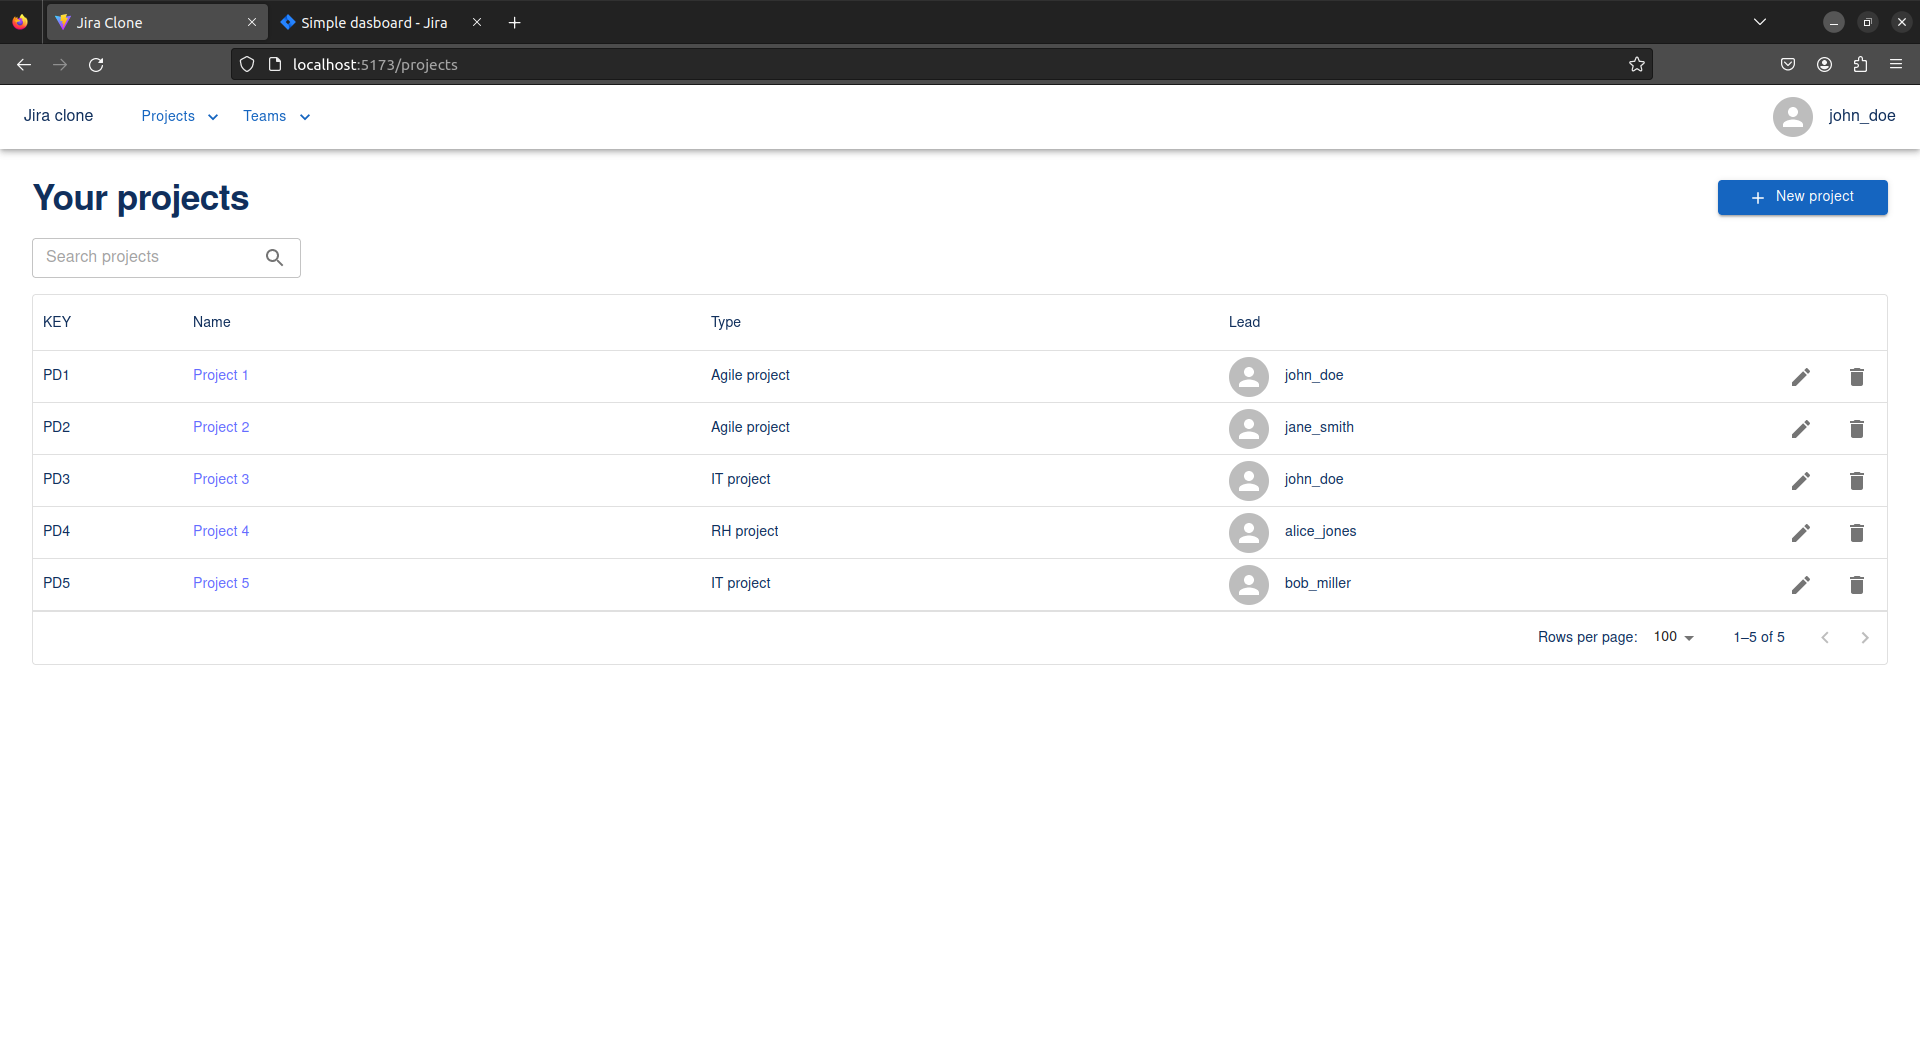 Jira Clone
Simple dasboard - Jira
localhost:5173/projects
Jira clone Projects Teams john_doe
Your projects
New project
Search projects
KEY Name Type Lead
PD1 Project 1 Agile project john_doe
PD2 Project 2 Agile project jane_smith
PD3 Project 3 IT project john_doe
PD4 Project 4 RH project alice_jones
PD5 Project 5 IT project bob_miller
Rows per page: 100 1–5 of 5